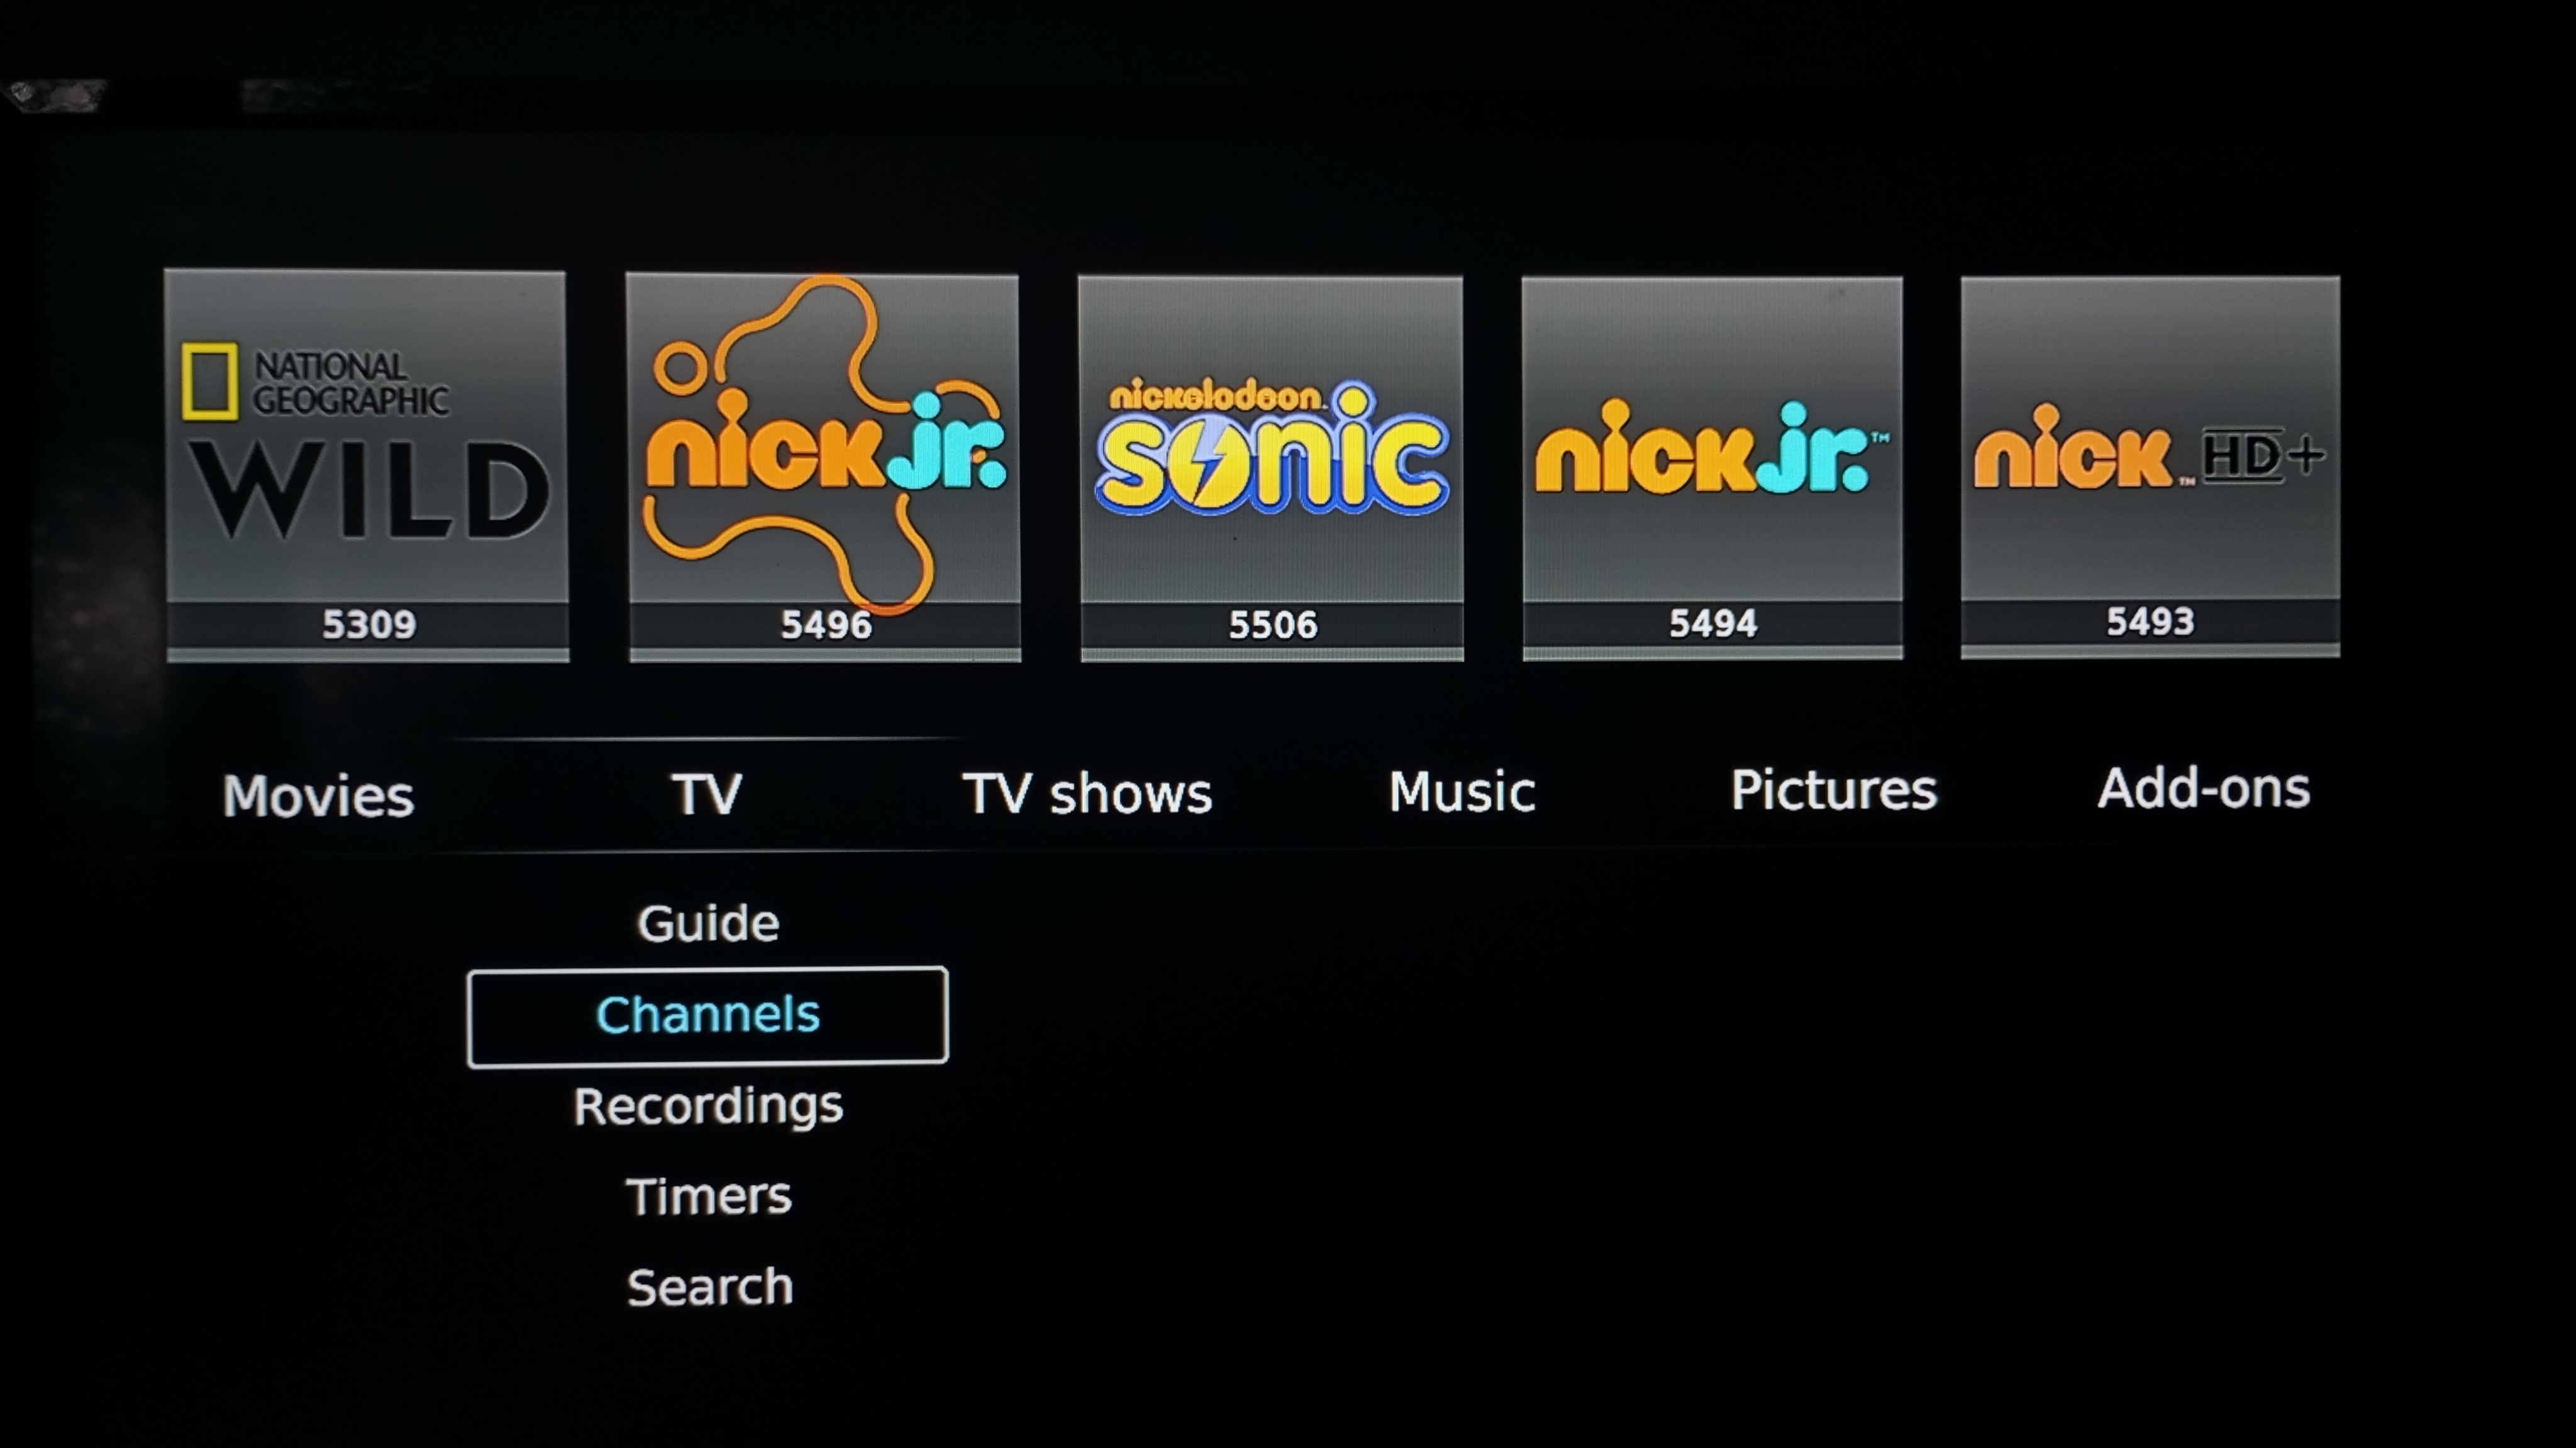 NATIONAL
GEOGRAPHIC
WILD
5309
nick jr.
5496
nickelodeon
sonic
5506
nick jr.™
5494
nick™ HD+
5493
Movies TV TV shows Music Pictures Add-ons
Guide
Channels
Recordings
Timers
Search